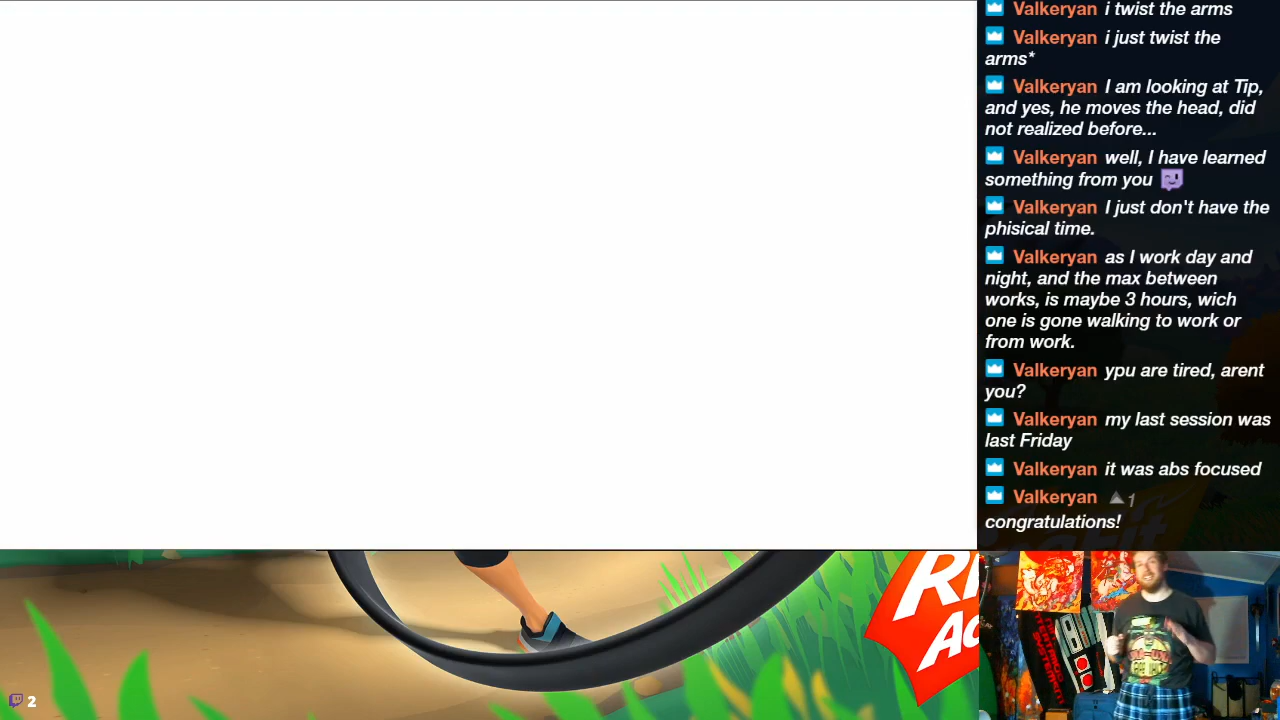 Valkeryan i twist the arms
Valkeryan i just twist the
arms*
Valkeryan I am looking at Tip,
and yes, he moves the head, did
not realized before...
Valkeryan well, I have learned
something from you
Valkeryan I just don't have the
phisical time.
Valkeryan as I work day and
night, and the max between
works, is maybe 3 hours, wich
one is gone walking to work or
from work.
Valkeryan ypu are tired, arent
you?
Valkeryan my last session was
last Friday
Valkeryan it was abs focused
Valkeryan 1
congratulations!
2